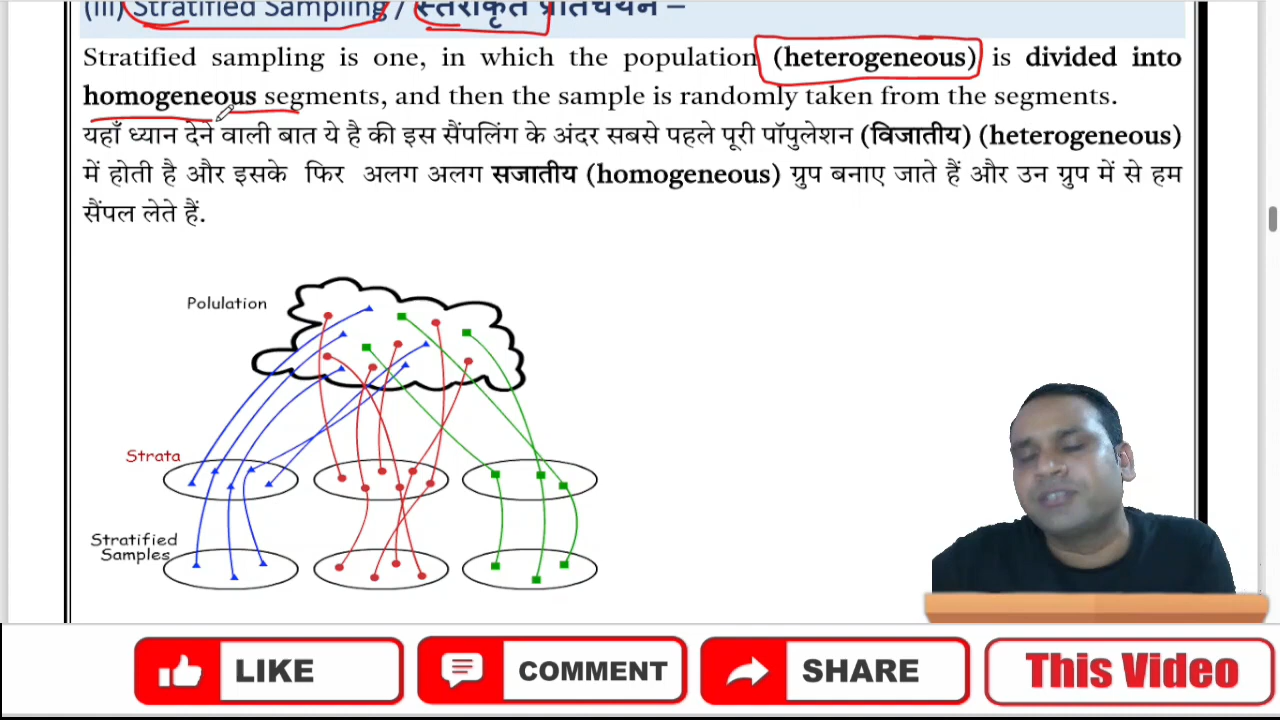 (iii) Stratified Sampling / स्तरीकृत प्रतिचयन –
Stratified sampling is one, in which the population (heterogeneous) is divided into
homogeneous segments, and then the sample is randomly taken from the segments.
यहाँ ध्यान देने वाली बात ये है की इस सैंपलिंग के अंदर सबसे पहले पूरी पॉपुलेशन (विजातीय) (heterogeneous)
में होती है और इसके फिर अलग अलग सजातीय (homogeneous) ग्रुप बनाए जाते हैं और उन ग्रुप में से हम
सैंपल लेते हैं.
Polulation
Strata
Stratified
Samples
LIKE
COMMENT
SHARE
This Video